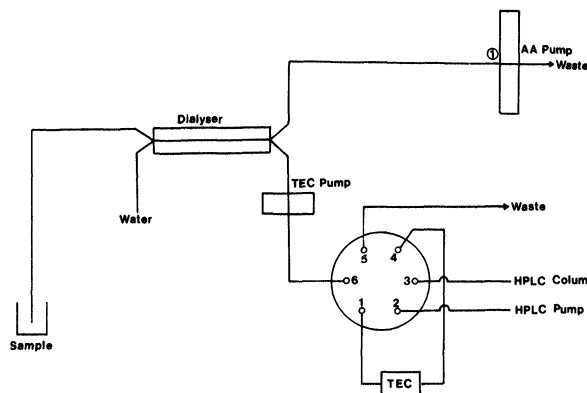 ① AA Pump
Waste
Dialyser
TEC Pump
Water
Waste
5 4
6 3 HPLC Colum
1 2 HPLC Pump
Sample
TEC